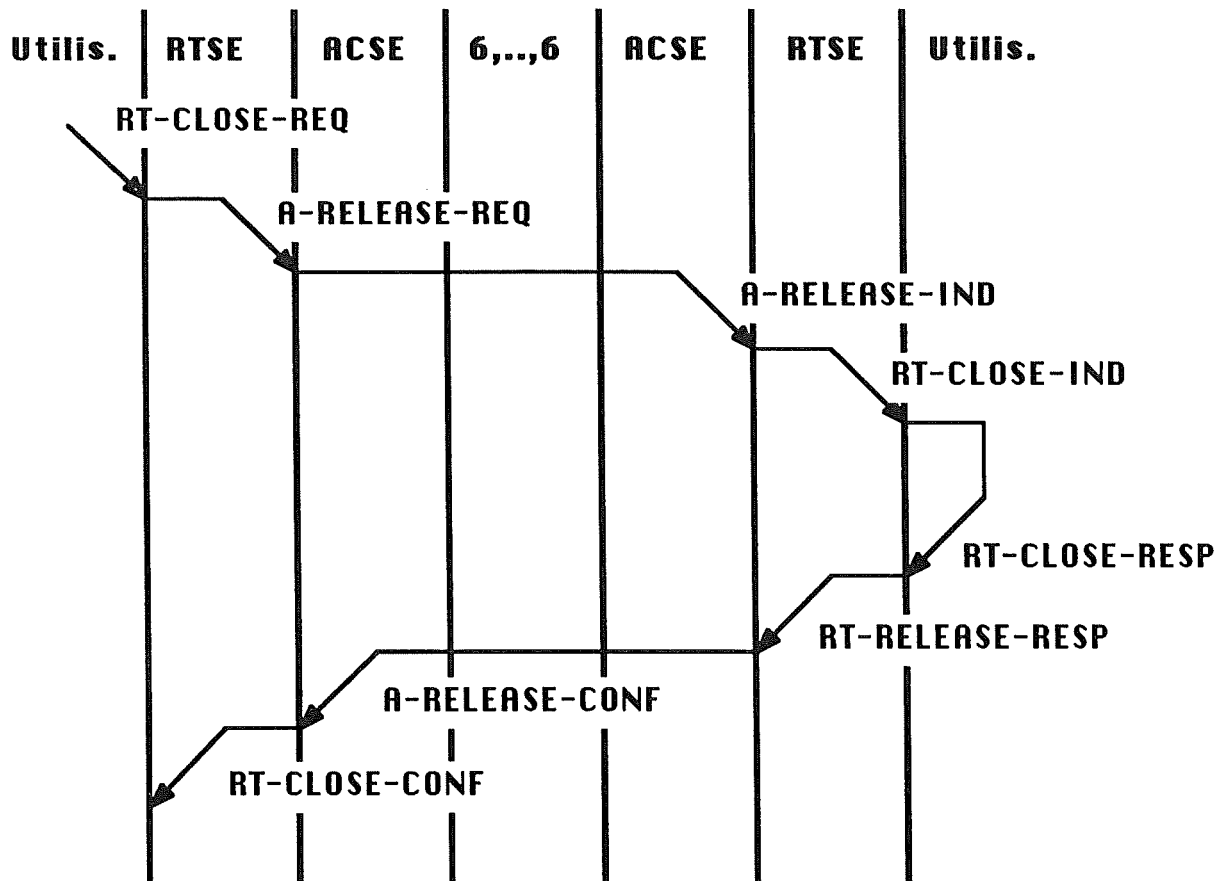 Utilis. RTSE ACSE 6,..,6 ACSE RTSE Utilis.
RT-CLOSE-REQ
A-RELEASE-REQ
A-RELEASE-IND
RT-CLOSE-IND
RT-CLOSE-RESP
RT-RELEASE-RESP
A-RELEASE-CONF
RT-CLOSE-CONF